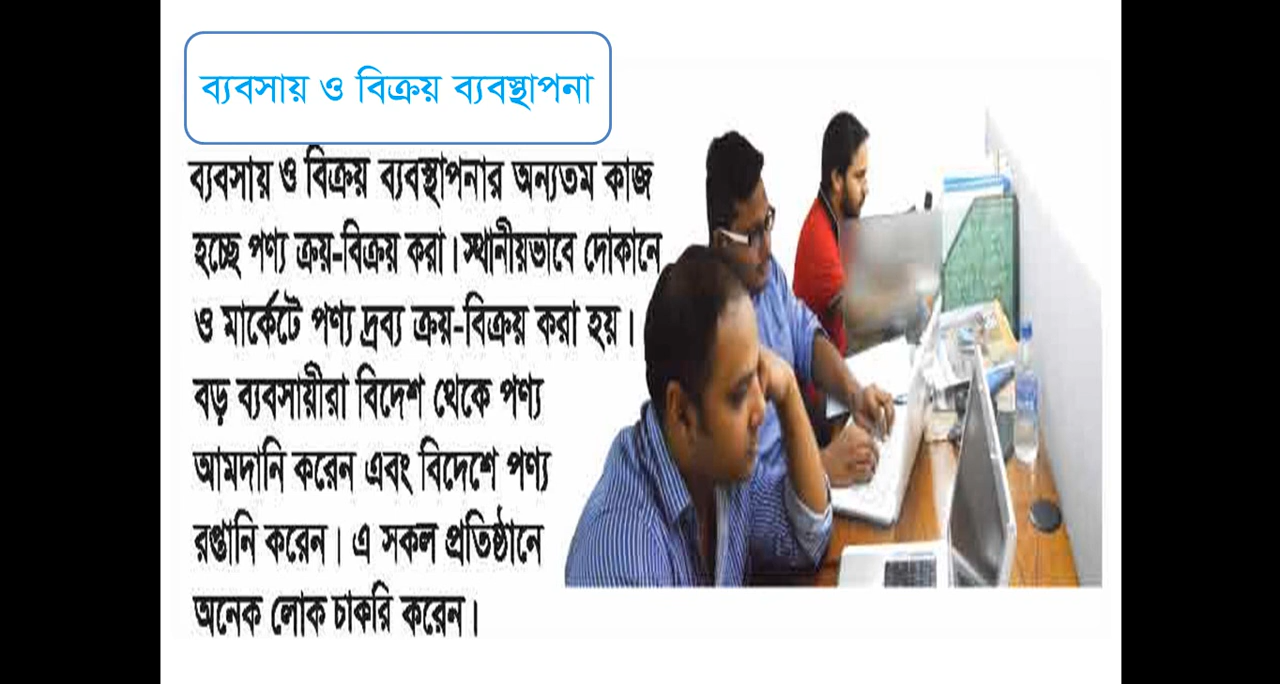 ব্যবসায় ও বিক্রয় ব্যবস্থাপনা
ব্যবসায় ও বিক্রয় ব্যবস্থাপনার অন্যতম কাজ
হচ্ছে পণ্য ক্রয়-বিক্রয় করা। স্থানীয়ভাবে দোকানে
ও মার্কেটে পণ্য দ্রব্য ক্রয়-বিক্রয় করা হয়।
বড় ব্যবসায়ীরা বিদেশ থেকে পণ্য
আমদানি করেন এবং বিদেশে পণ্য
রপ্তানি করেন। এ সকল প্রতিষ্ঠানে
অনেক লোক চাকরি করেন।